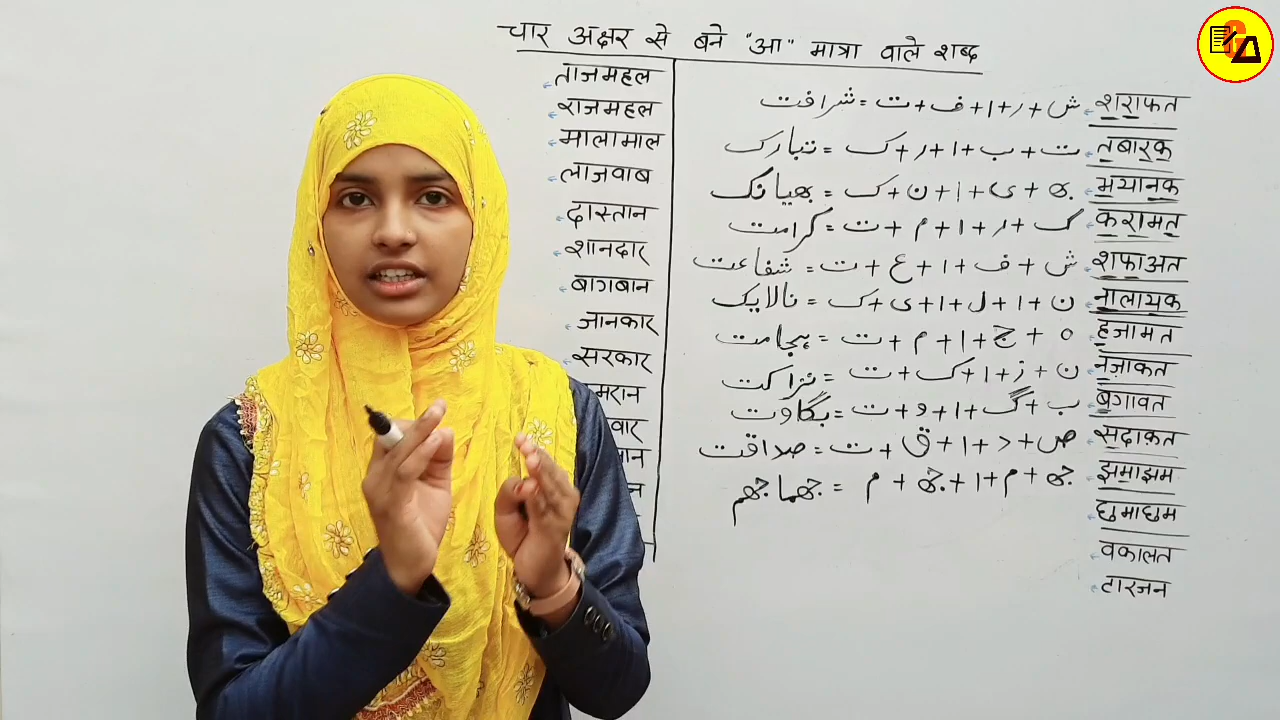 चार अक्षर से बने "आ" मात्रा वाले शब्द
ताजमहल
राजमहल
मालामाल
लाजवाब
दास्तान
शानदार
बागबान
जानकार
सरकार
मरान
वार
ान
न
शराफत ش+ر+ا+ف+ت=شرافت
तबारक ت+ب+ا+ر+ک=تبارک
भयानक بھ+ی+ا+ن+ک=بھیانک
करामत ک+ر+ا+م+ت=کرامت
शफाअत ش+ف+ا+ع+ت=شفاعت
नालायक ن+ا+ل+ا+ی+ک=نالایک
हजामत ہ+ج+ا+م+ت=ہجامت
नज़ाकत ن+ز+ا+ک+ت=نزاکت
बगावत ب+گ+ا+و+ت=بگاوت
सदाकत ص+د+ا+ق+ت=صداقت
झमाझम جھ+م+ا+جھ+م=جھماجھم
घुमाघुम
वकालत
टारजन